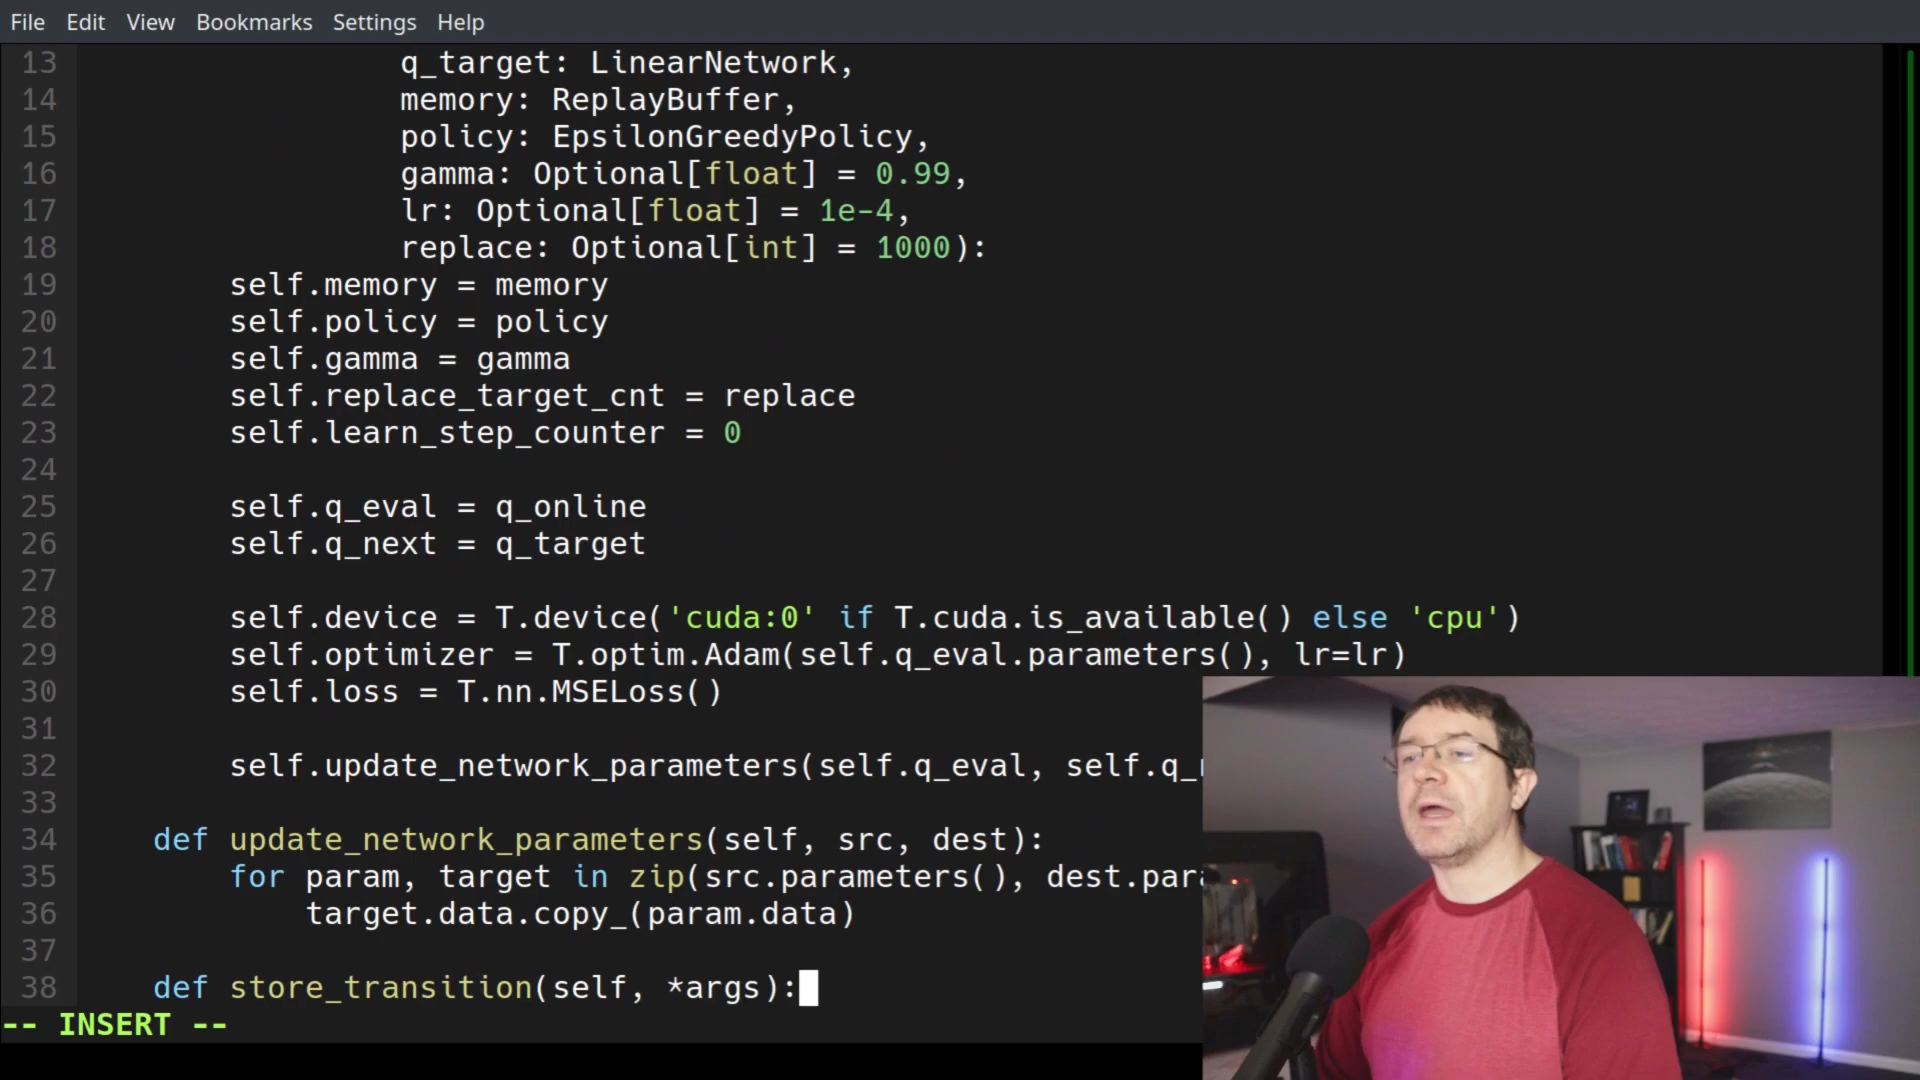 File Edit View Bookmarks Settings Help
13 q_target: LinearNetwork,
14 memory: ReplayBuffer,
15 policy: EpsilonGreedyPolicy,
16 gamma: Optional[float] = 0.99,
17 lr: Optional[float] = 1e-4,
18 replace: Optional[int] = 1000):
19 self.memory = memory
20 self.policy = policy
21 self.gamma = gamma
22 self.replace_target_cnt = replace
23 self.learn_step_counter = 0
24
25 self.q_eval = q_online
26 self.q_next = q_target
27
28 self.device = T.device('cuda:0' if T.cuda.is_available() else 'cpu')
29 self.optimizer = T.optim.Adam(self.q_eval.parameters(), lr=lr)
30 self.loss = T.nn.MSELoss()
31
32 self.update_network_parameters(self.q_eval, self.q_
33
34 def update_network_parameters(self, src, dest):
35 for param, target in zip(src.parameters(), dest.par
36 target.data.copy_(param.data)
37
38 def store_transition(self, *args):
-- INSERT --